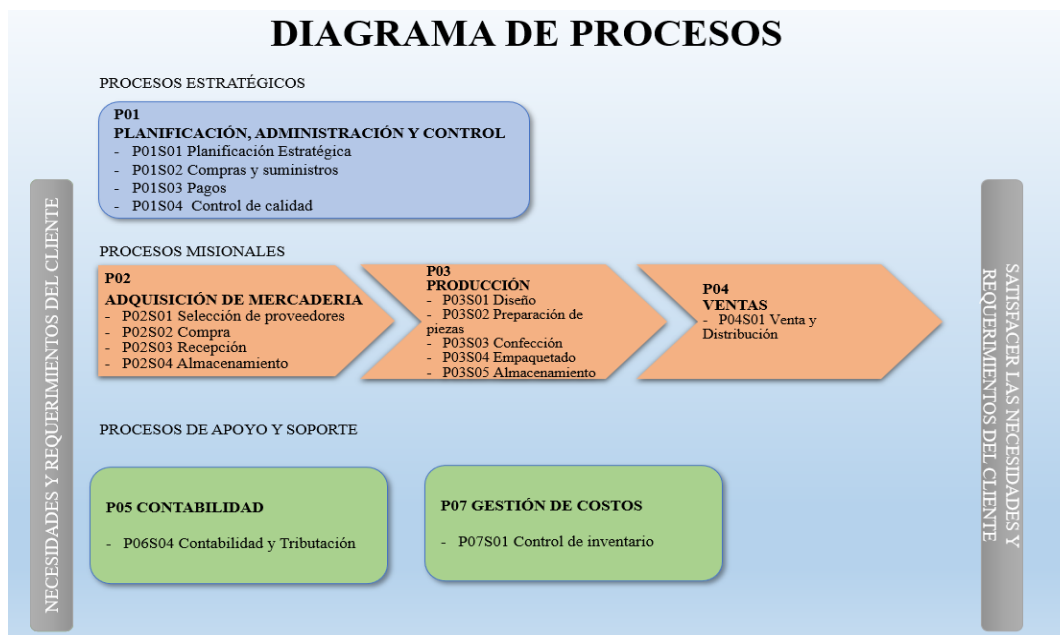 DIAGRAMA DE PROCESOS
NECESIDADES Y REQUERIMIENTOS DEL CLIENTE
PROCESOS ESTRATÉGICOS
P01
PLANIFICACIÓN, ADMINISTRACIÓN Y CONTROL
- P01S01 Planificación Estratégica
- P01S02 Compras y suministros
- P01S03 Pagos
- P01S04 Control de calidad
PROCESOS MISIONALES
P02
ADQUISICIÓN DE MERCADERIA
- P02S01 Selección de proveedores
- P02S02 Compra
- P02S03 Recepción
- P02S04 Almacenamiento
P03
PRODUCCIÓN
- P03S01 Diseño
- P03S02 Preparación de
piezas
- P03S03 Confección
- P03S04 Empaquetado
- P03S05 Almacenamiento
P04
VENTAS
- P04S01 Venta y
Distribución
PROCESOS DE APOYO Y SOPORTE
P05 CONTABILIDAD
- P06S04 Contabilidad y Tributación
P07 GESTIÓN DE COSTOS
- P07S01 Control de inventario
SATISFACER LAS NECESIDADES Y
REQUERIMIENTOS DEL CLIENTE